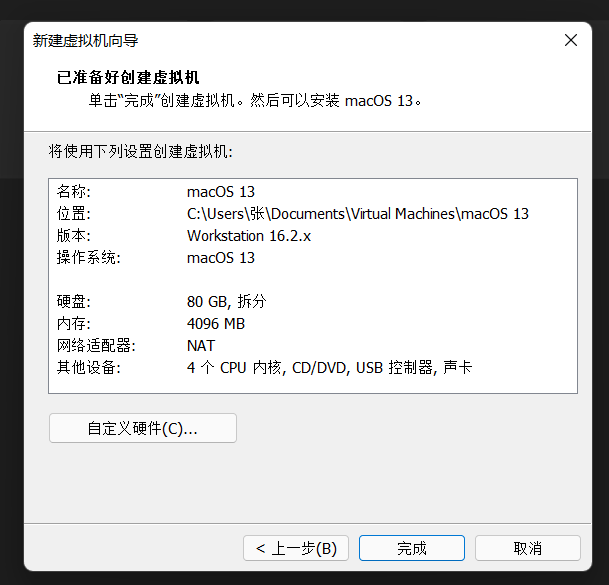 新建虚拟机向导
已准备好创建虚拟机
单击“完成”创建虚拟机。然后可以安装 macOS 13。
将使用下列设置创建虚拟机:
名称: macOS 13
位置: C:\Users\张\Documents\Virtual Machines\macOS 13
版本: Workstation 16.2.x
操作系统: macOS 13
硬盘: 80 GB, 拆分
内存: 4096 MB
网络适配器: NAT
其他设备: 4 个 CPU 内核, CD/DVD, USB 控制器, 声卡
自定义硬件(C)...
< 上一步(B) 完成 取消